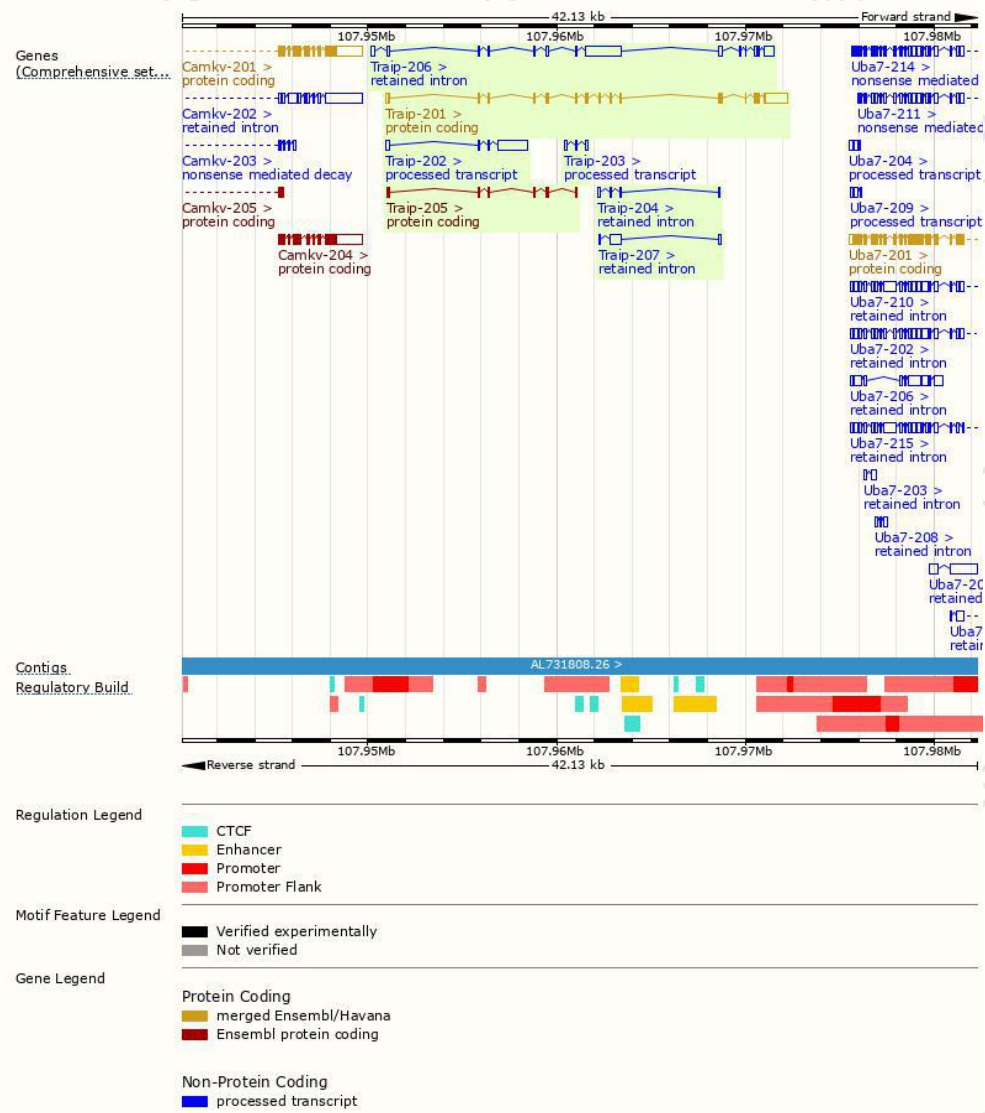 42.13 kb
Forward strand
107.95Mb 107.96Mb 107.97Mb 107.98Mb
Genes
(Comprehensive set...
Camkv-201 >
protein coding
Traip-206 >
retained intron
Uba7-214 >
nonsense mediated
Camkv-202 >
retained intron
Traip-201 >
protein coding
Uba7-211 >
nonsense mediated
Camkv-203 >
nonsense mediated decay
Traip-202 >
processed transcript
Traip-203 >
processed transcript
Uba7-204 >
processed transcript
Camkv-205 >
protein coding
Traip-205 >
protein coding
Traip-204 >
retained intron
Uba7-209 >
processed transcript
Camkv-204 >
protein coding
Traip-207 >
retained intron
Uba7-201 >
protein coding
Uba7-210 >
retained intron
Uba7-202 >
retained intron
Uba7-206 >
retained intron
Uba7-215 >
retained intron
Uba7-203 >
retained intron
Uba7-208 >
retained intron
Uba7-20
retained
Uba7
retai
Contigs
AL731808.26 >
Regulatory Build
107.95Mb 107.96Mb 107.97Mb 107.98Mb
Reverse strand
42.13 kb
Regulation Legend
CTCF
Enhancer
Promoter
Promoter Flank
Motif Feature Legend
Verified experimentally
Not verified
Gene Legend
Protein Coding
merged Ensembl/Havana
Ensembl protein coding
Non-Protein Coding
processed transcript